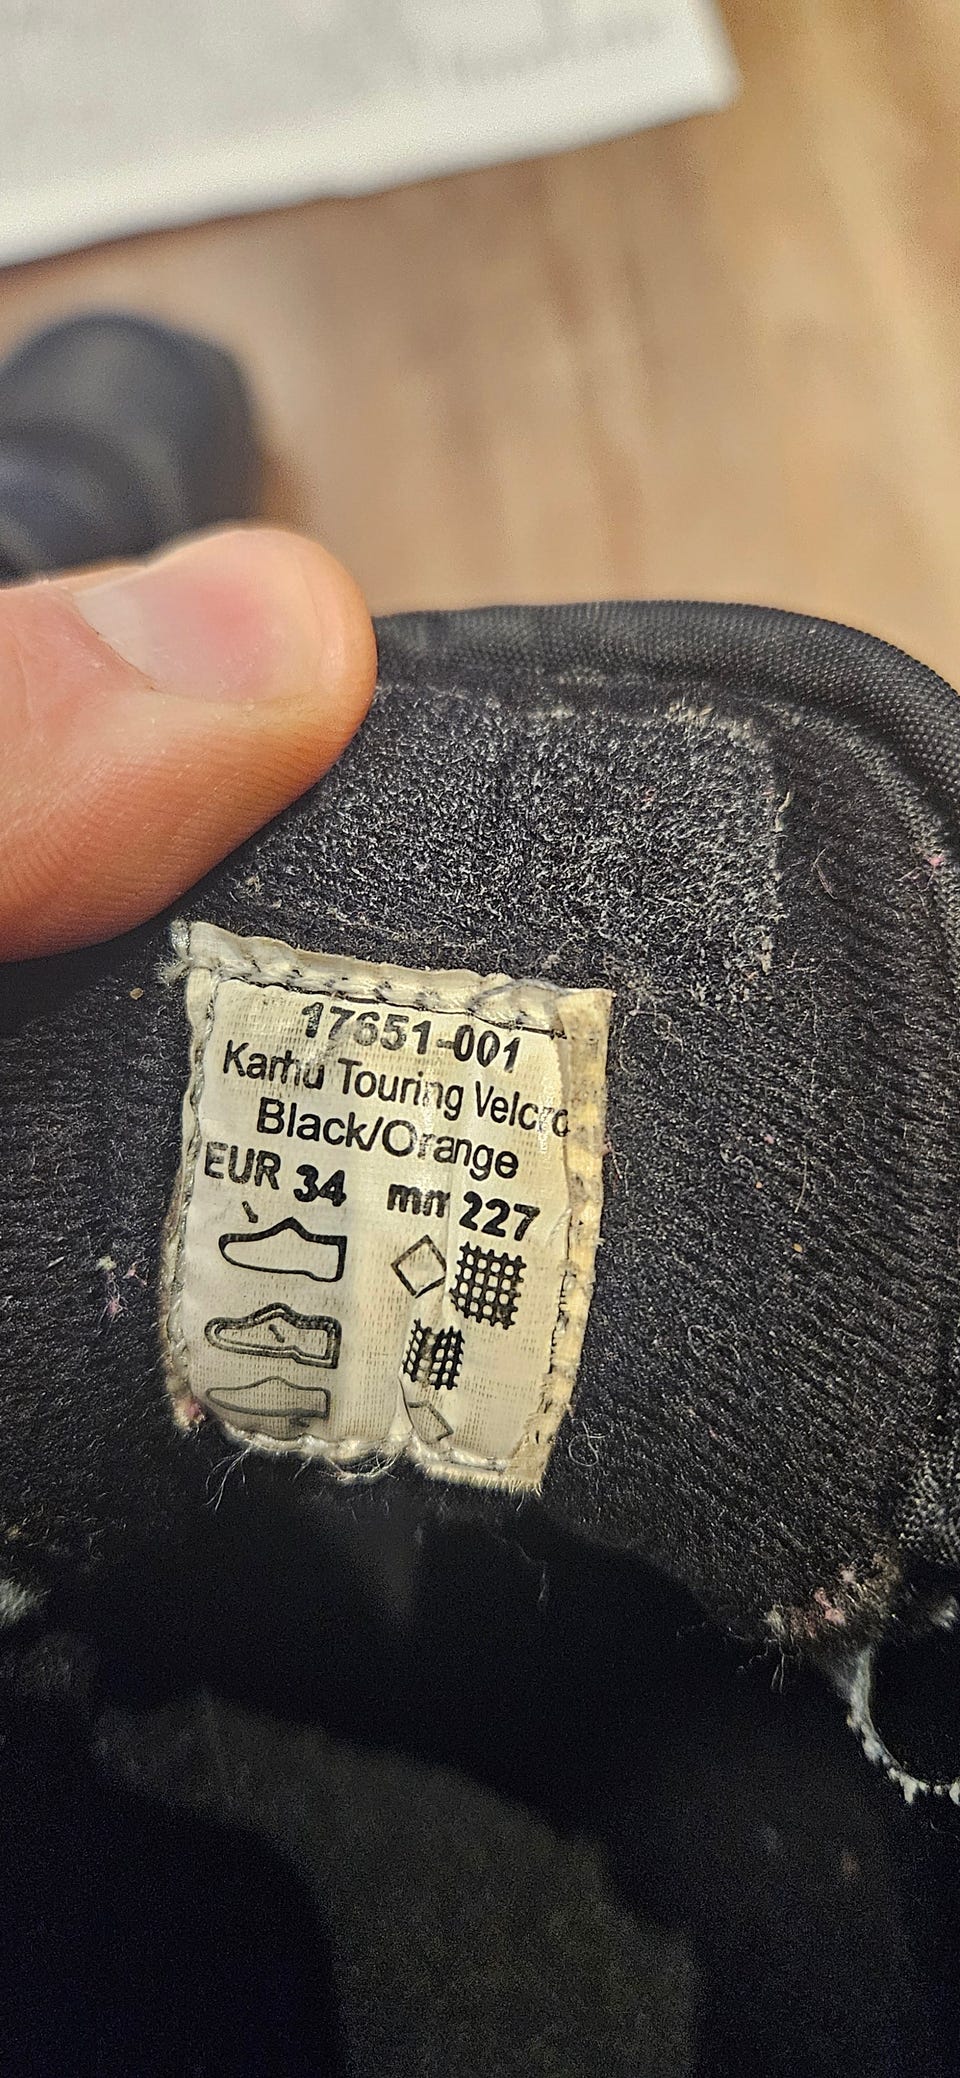 17651-001
Karhu Touring Velcro
Black/Orange
EUR 34 mm 227